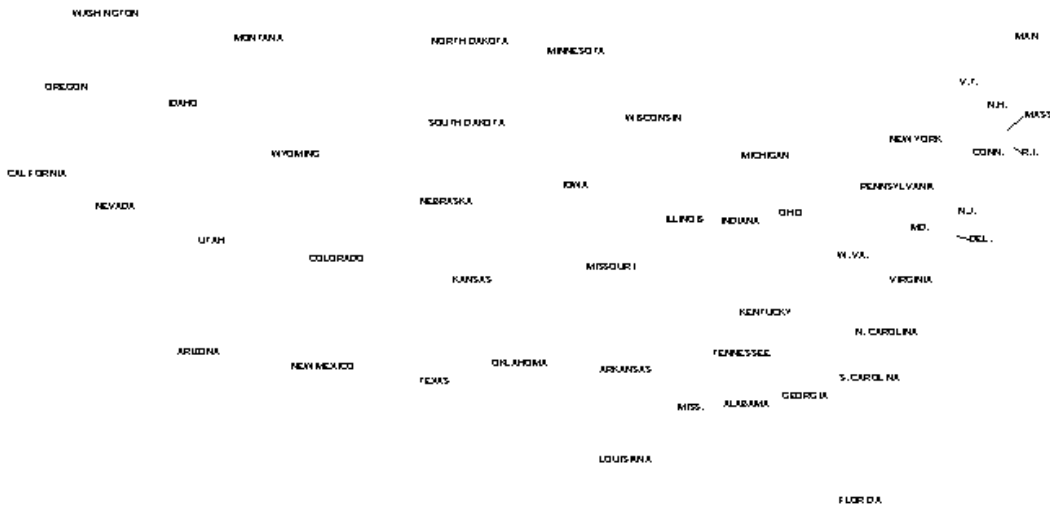 WASHINGTON
MONTANA
NORTH DAKOTA
MINNESOTA
MAN
OREGON
IDAHO
V.T.
N.H.
MASS
SOUTH DAKOTA
WISCONSIN
NEW YORK
WYOMING
MICHIGAN
CONN.
R.I.
CALIFORNIA
IOWA
PENNSYLVANIA
NEVADA
NEBRASKA
ILLINOIS
INDIANA
OHIO
N.J.
MD.
DEL.
UTAH
COLORADO
KANSAS
MISSOURI
W.VA.
VIRGINIA
KENTUCKY
N. CAROLINA
ARIZONA
NEW MEXICO
TEXAS
OKLAHOMA
ARKANSAS
TENNESSEE
S. CAROLINA
MISS.
ALABAMA
GEORGIA
LOUISIANA
FLORIDA